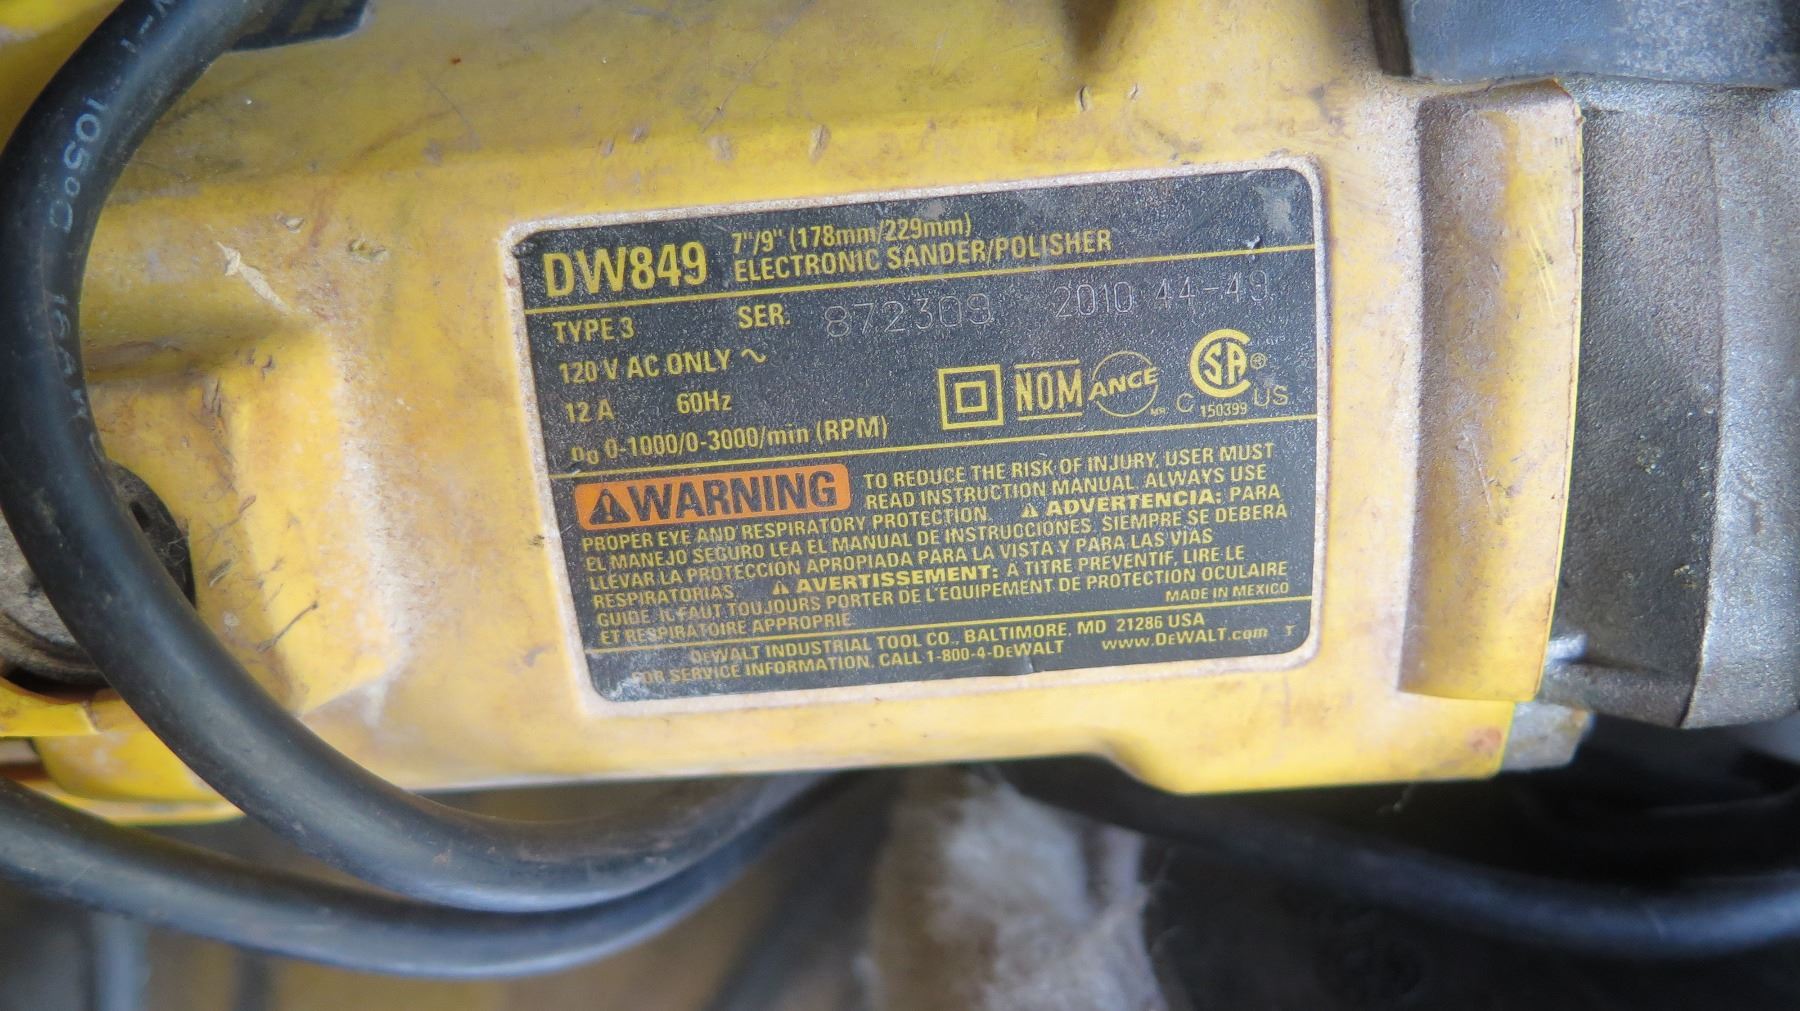 105°C
DW849
7"/9" (178mm/229mm)
ELECTRONIC SANDER/POLISHER
TYPE 3 SER. 872309 2010 44-49
120 V AC ONLY ~
12 A 60Hz
NOM ANCE MR
CSA ®
C 150399 US
no 0-1000/0-3000/min (RPM)
⚠WARNING TO REDUCE THE RISK OF INJURY, USER MUST
READ INSTRUCTION MANUAL. ALWAYS USE
PROPER EYE AND RESPIRATORY PROTECTION. ⚠ ADVERTENCIA: PARA
EL MANEJO SEGURO LEA EL MANUAL DE INSTRUCCIONES. SIEMPRE SE DEBERA
LLEVAR LA PROTECCION APROPIADA PARA LA VISTA Y PARA LAS VIAS
RESPIRATORIAS. ⚠ AVERTISSEMENT: A TITRE PREVENTIF, LIRE LE
GUIDE. IL FAUT TOUJOURS PORTER DE L'EQUIPEMENT DE PROTECTION OCULAIRE
ET RESPIRATOIRE APPROPRIE.
MADE IN MEXICO
DEWALT INDUSTRIAL TOOL CO., BALTIMORE, MD 21286 USA
FOR SERVICE INFORMATION, CALL 1-800-4-DEWALT www.DEWALT.com T